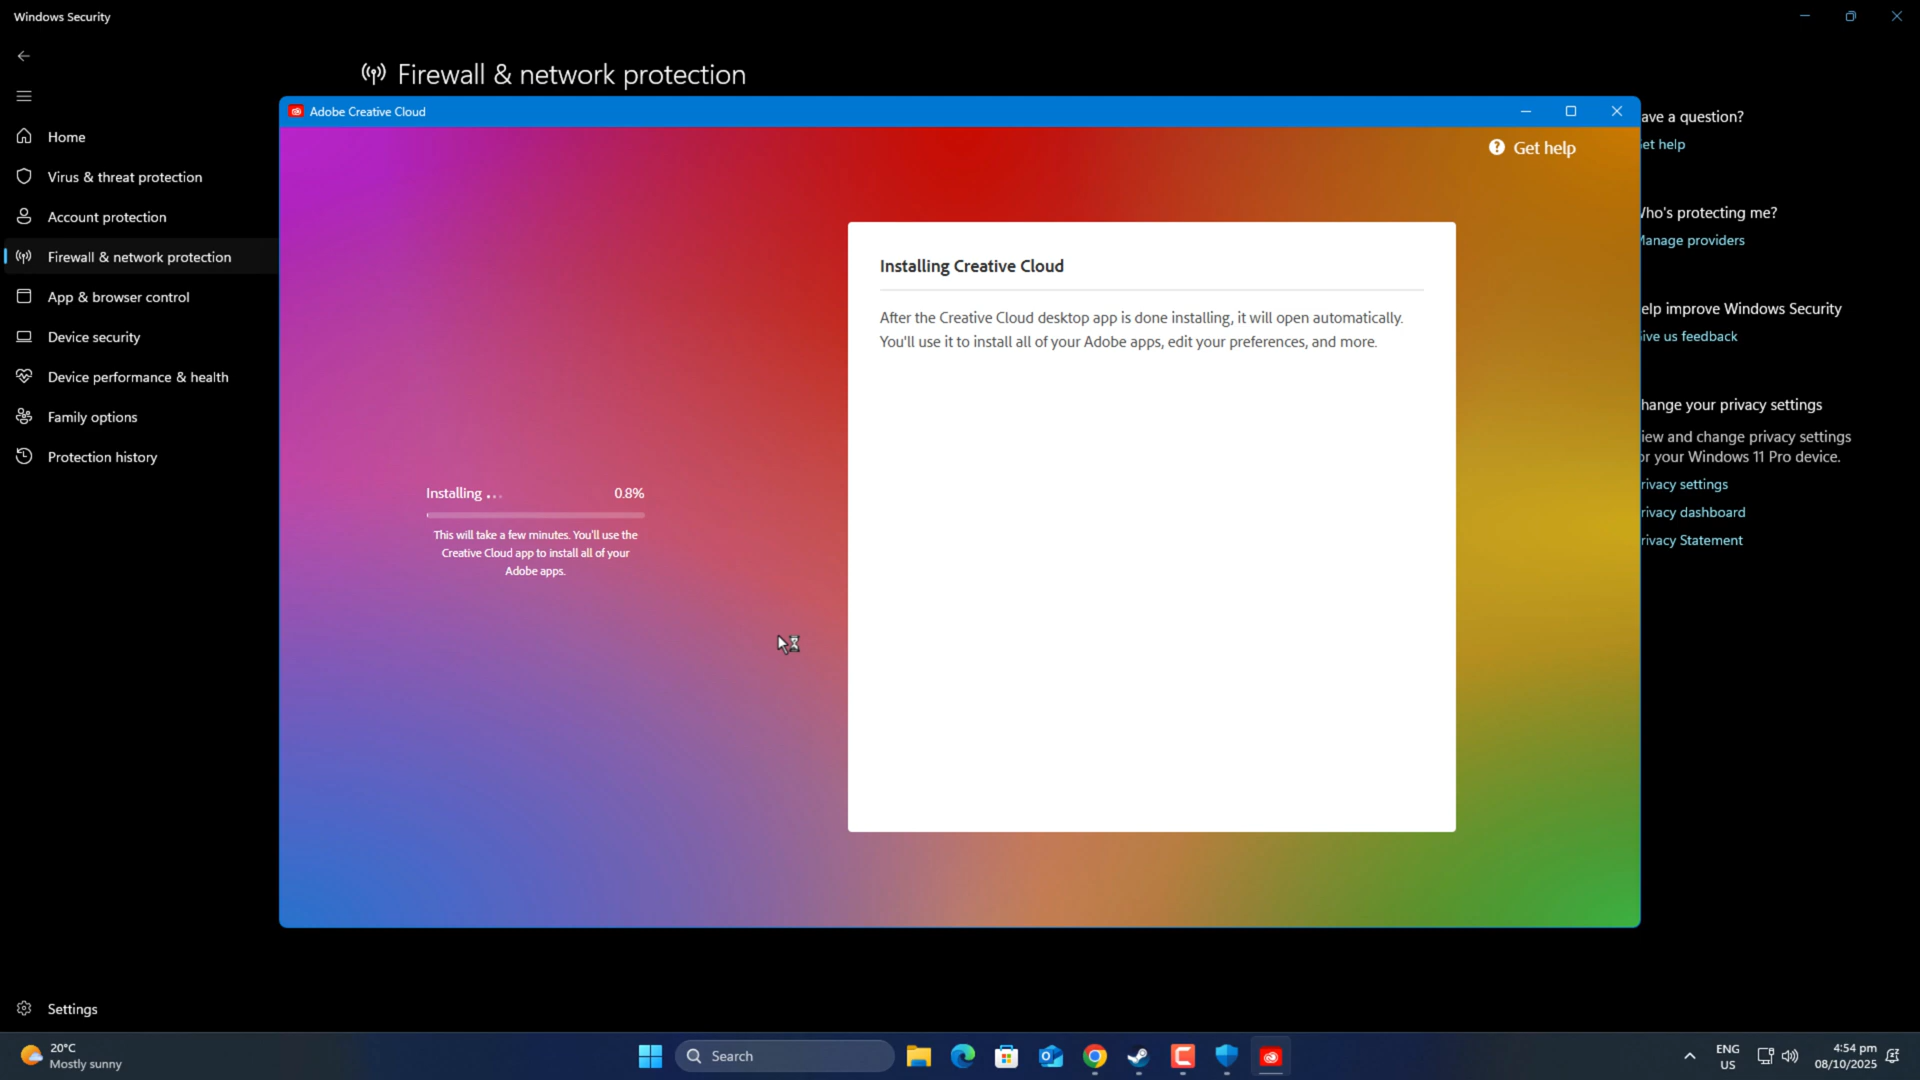 Windows Security
Firewall & network protection
Home
Virus & threat protection
Account protection
Firewall & network protection
App & browser control
Device security
Device performance & health
Family options
Protection history
Settings
Adobe Creative Cloud
Get help
Installing Creative Cloud
After the Creative Cloud desktop app is done installing, it will open automatically.
You'll use it to install all of your Adobe apps, edit your preferences, and more.
Installing ...
0.8%
This will take a few minutes. You'll use the
Creative Cloud app to install all of your
Adobe apps.
ave a question?
et help
ho's protecting me?
Manage providers
elp improve Windows Security
ive us feedback
hange your privacy settings
iew and change privacy settings
or your Windows 11 Pro device.
rivacy settings
rivacy dashboard
rivacy Statement
20°C
Mostly sunny
Search
ENG
US
4:54 pm
08/10/2025